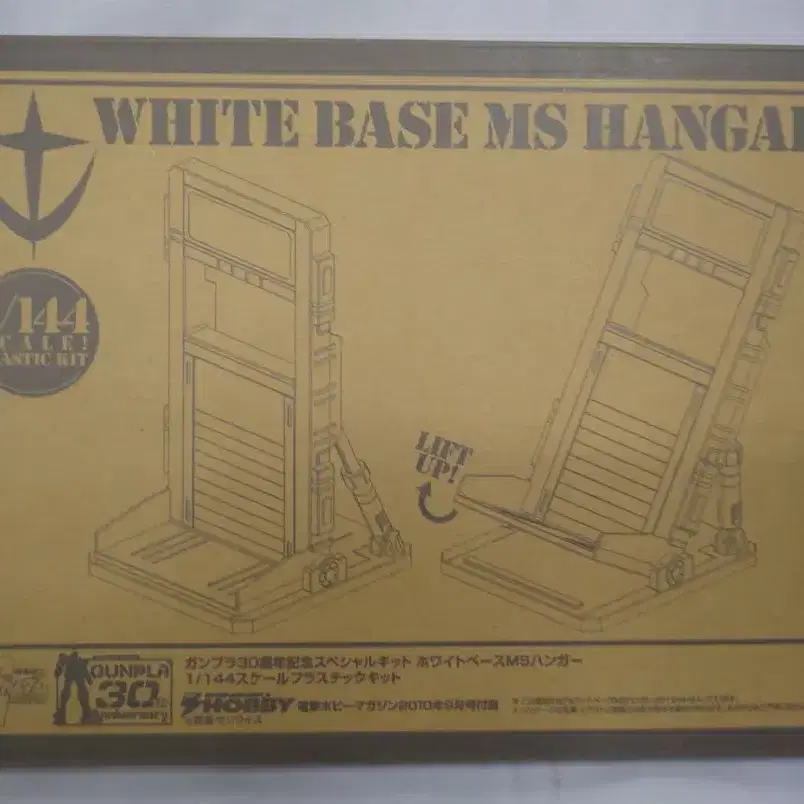 WHITE BASE MS HANGA
/144
CALE!
ASTIC KIT
LIFT
UP!
GUNPLA
30th
Anniversary
ガンプラ30周年記念スペシャルキット ホワイトベースMSハンガー
1/144スケールプラスチックキット
HOBBY 電撃ホビーマガジン2010年9月号付録